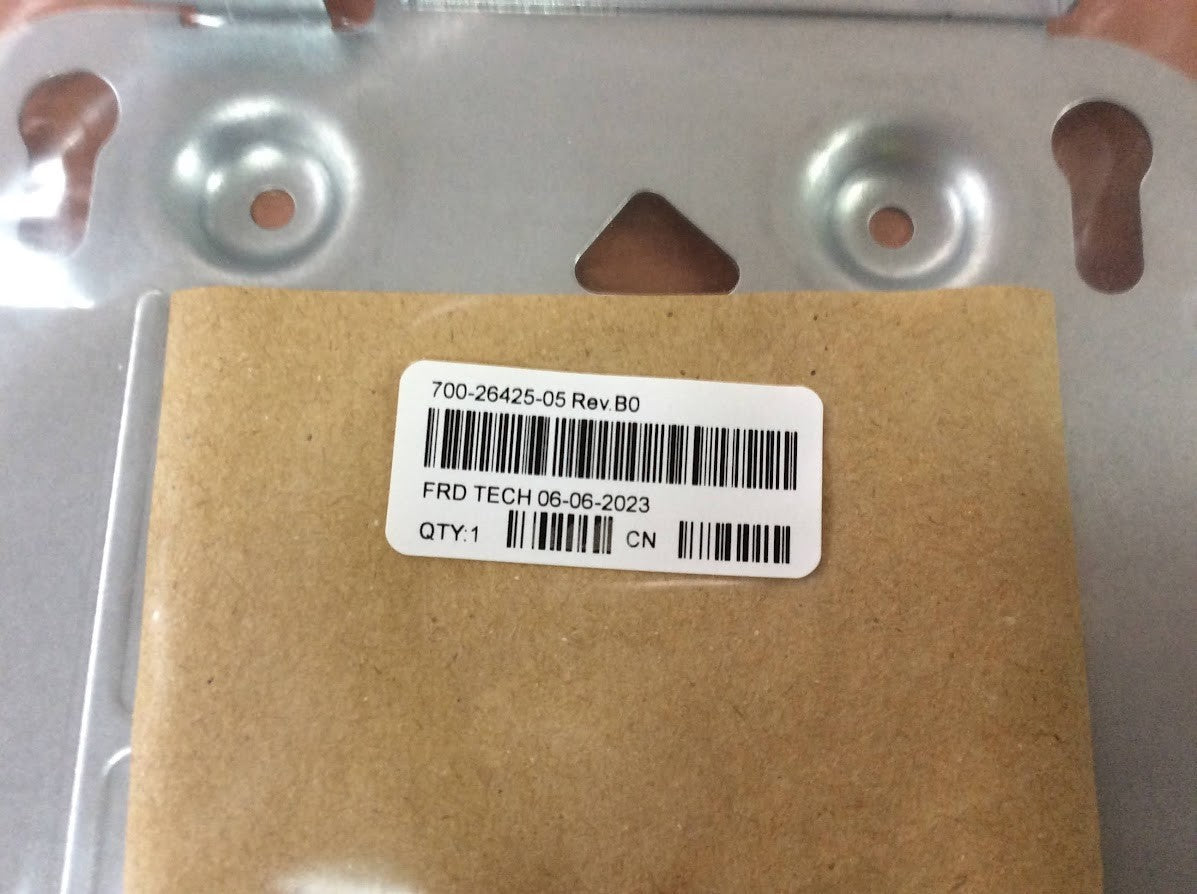 700-26425-05 Rev.B0
FRD TECH 06-06-2023
QTY:1 CN